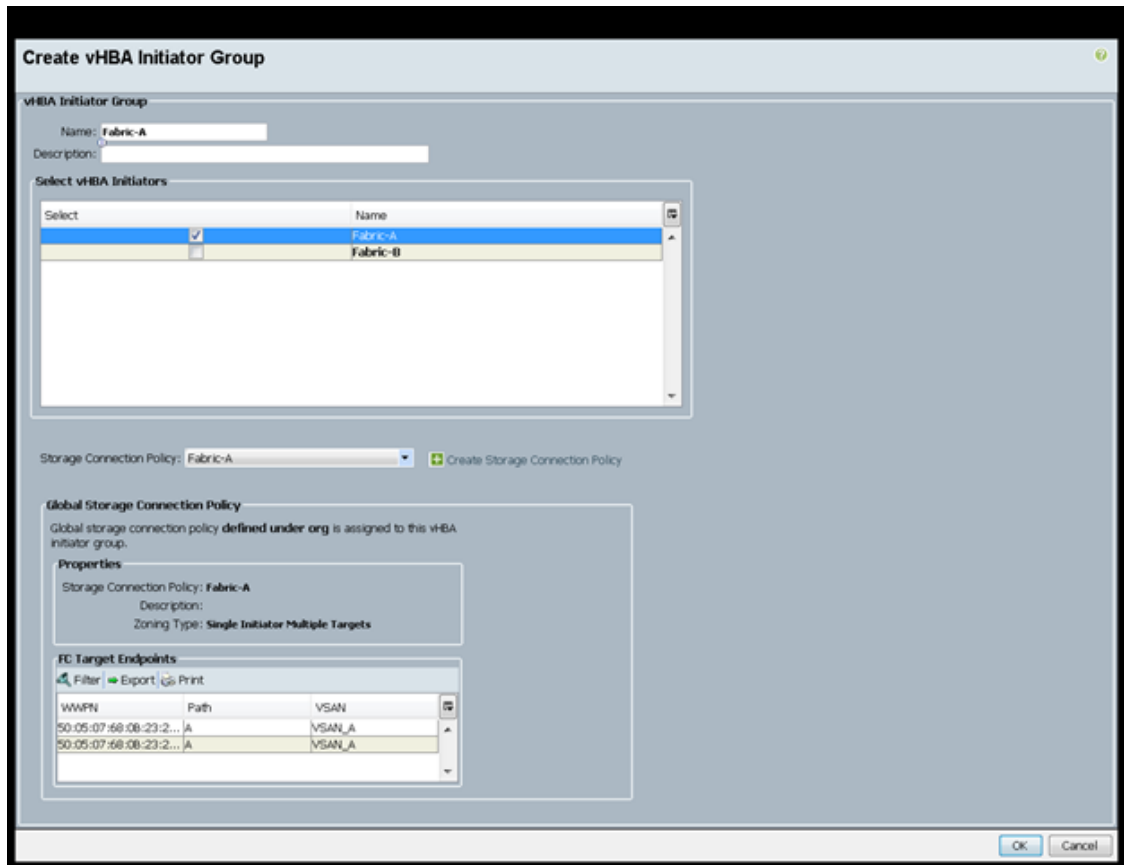 Create vHBA Initiator Group
vHBA Initiator Group
Name: Fabric-A
Description:
Select vHBA Initiators
Select Name
Fabric-A
Fabric-B
Storage Connection Policy: Fabric-A Create Storage Connection Policy
Global Storage Connection Policy
Global storage connection policy defined under org is assigned to this vHBA
initiator group.
Properties
Storage Connection Policy: Fabric-A
Description:
Zoning Type: Single Initiator Multiple Targets
FC Target Endpoints
Filter Export Print
WWPN Path VSAN
50:05:07:68:0B:23:2... A VSAN_A
50:05:07:68:0B:23:2... A VSAN_A
OK Cancel